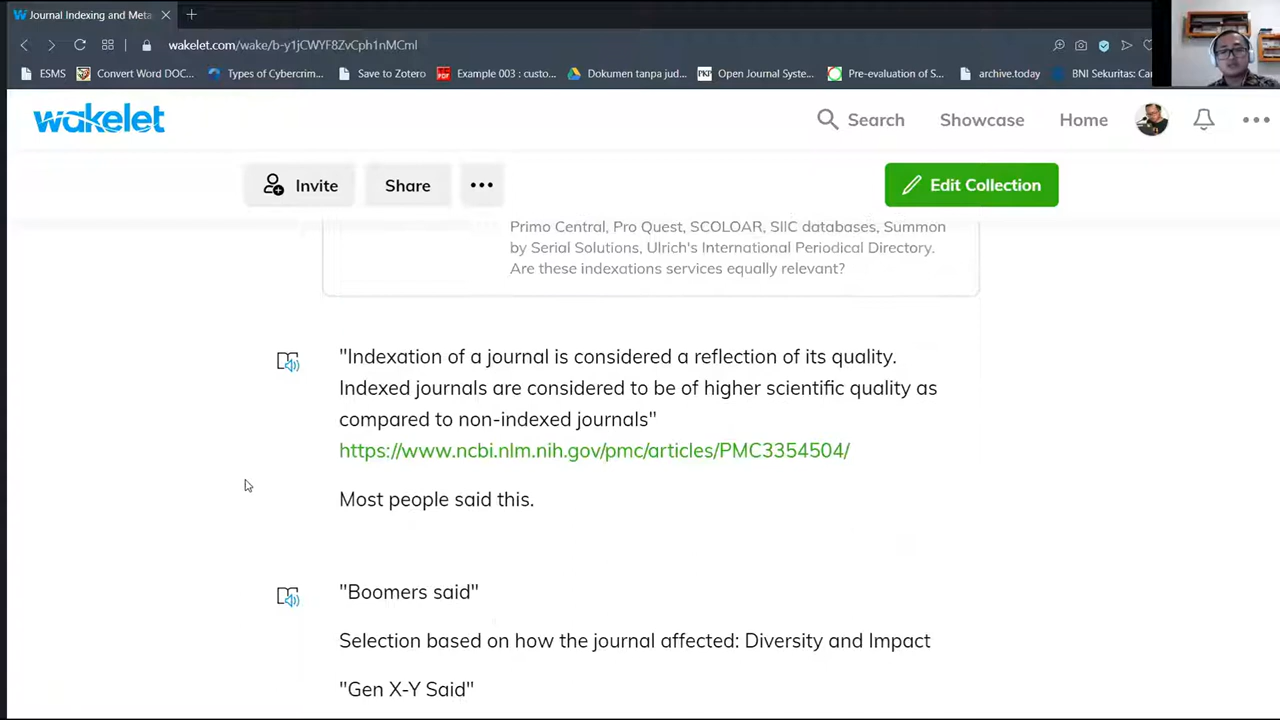 Journal Indexing and Meta
wakelet.com/wake/b-y1jCWYF8ZvCph1nMCml
ESMS
Convert Word DOC...
Types of Cybercrim...
Save to Zotero
PDF
Example 003 : custo...
Dokumen tanpa jud...
PKP
Open Journal Syste...
Pre-evaluation of S...
archive.today
BNI Sekuritas: Car
wakelet
Search
Showcase
Home
Invite
Share
Edit Collection
Primo Central, Pro Quest, SCOLOAR, SIIC databases, Summon
by Serial Solutions, Ulrich's International Periodical Directory.
Are these indexations services equally relevant?
"Indexation of a journal is considered a reflection of its quality.
Indexed journals are considered to be of higher scientific quality as
compared to non-indexed journals"
https://www.ncbi.nlm.nih.gov/pmc/articles/PMC3354504/
Most people said this.
"Boomers said"
Selection based on how the journal affected: Diversity and Impact
"Gen X-Y Said"